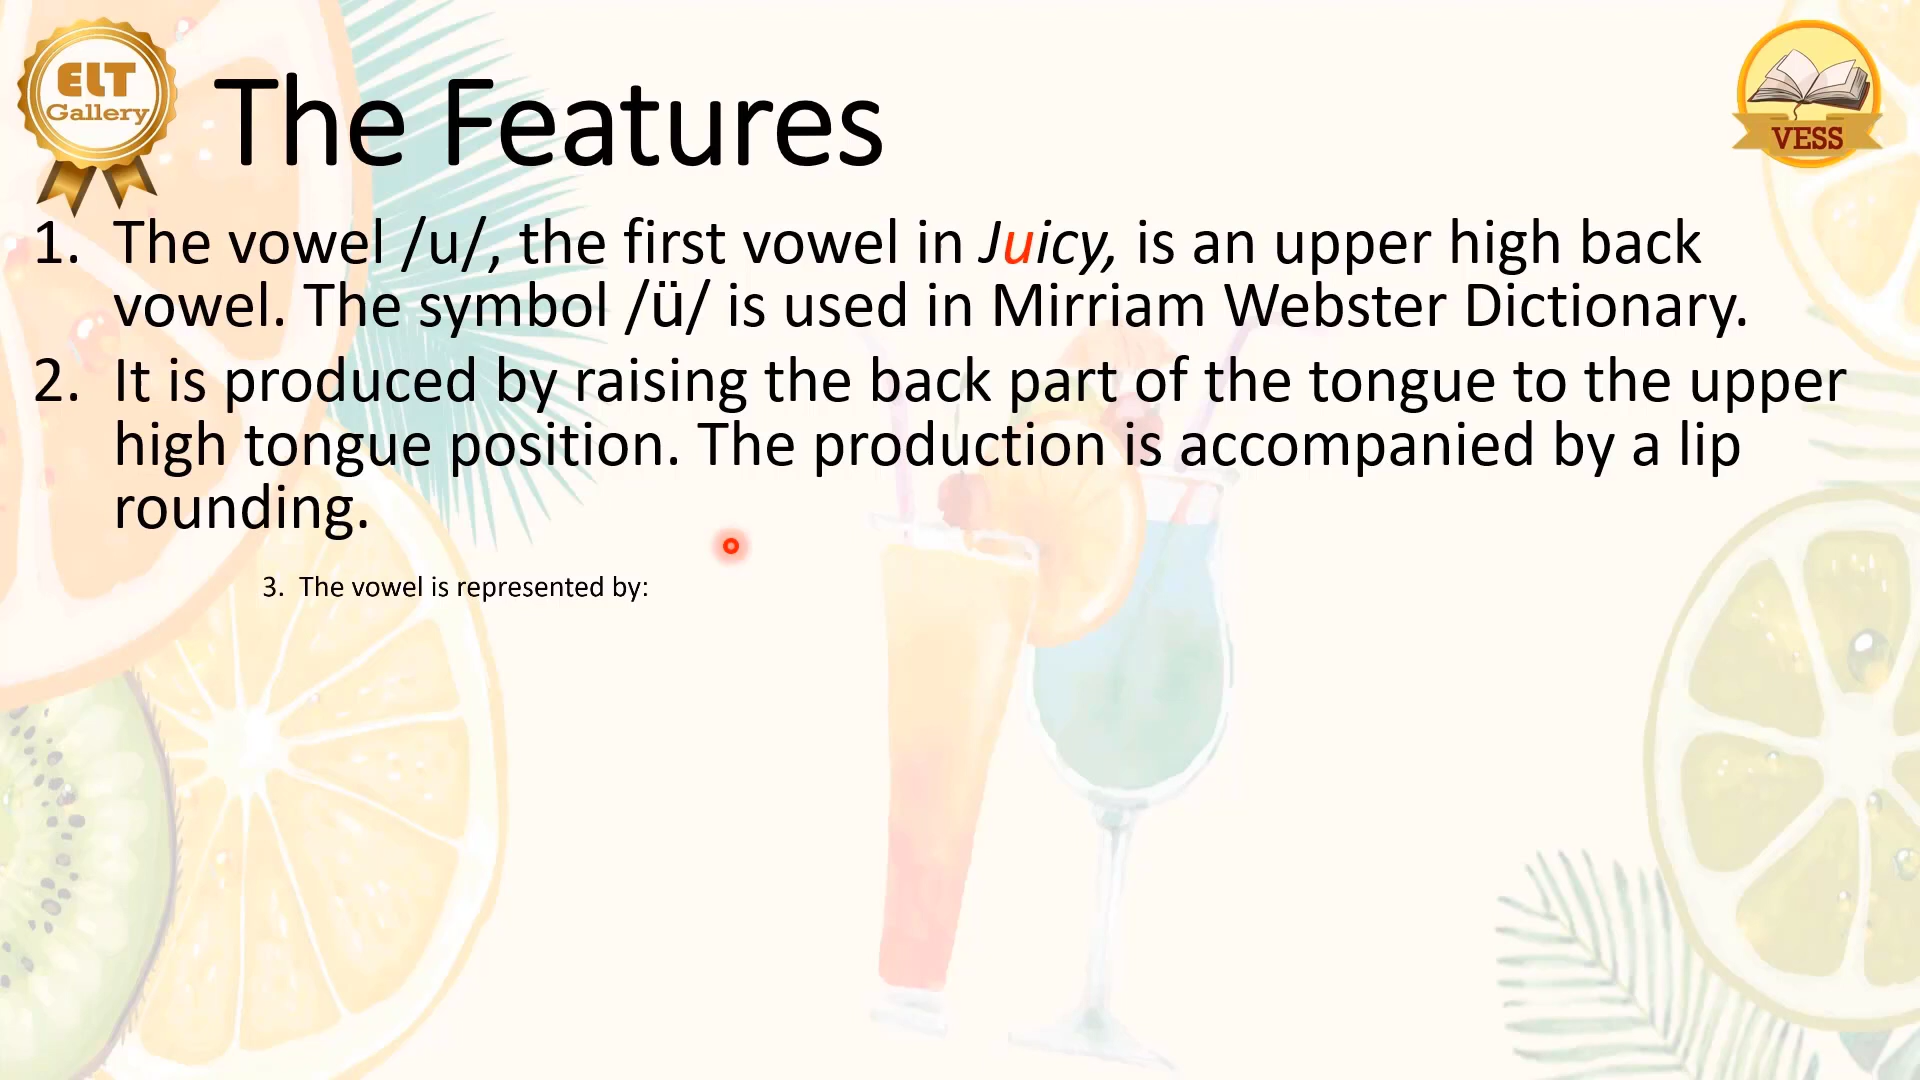 ELT
Gallery
The Features
VESS
1. The vowel /u/, the first vowel in Juicy, is an upper high back
vowel. The symbol /ü/ is used in Mirriam Webster Dictionary.
2. It is produced by raising the back part of the tongue to the upper
high tongue position. The production is accompanied by a lip
rounding.
3. The vowel is represented by: